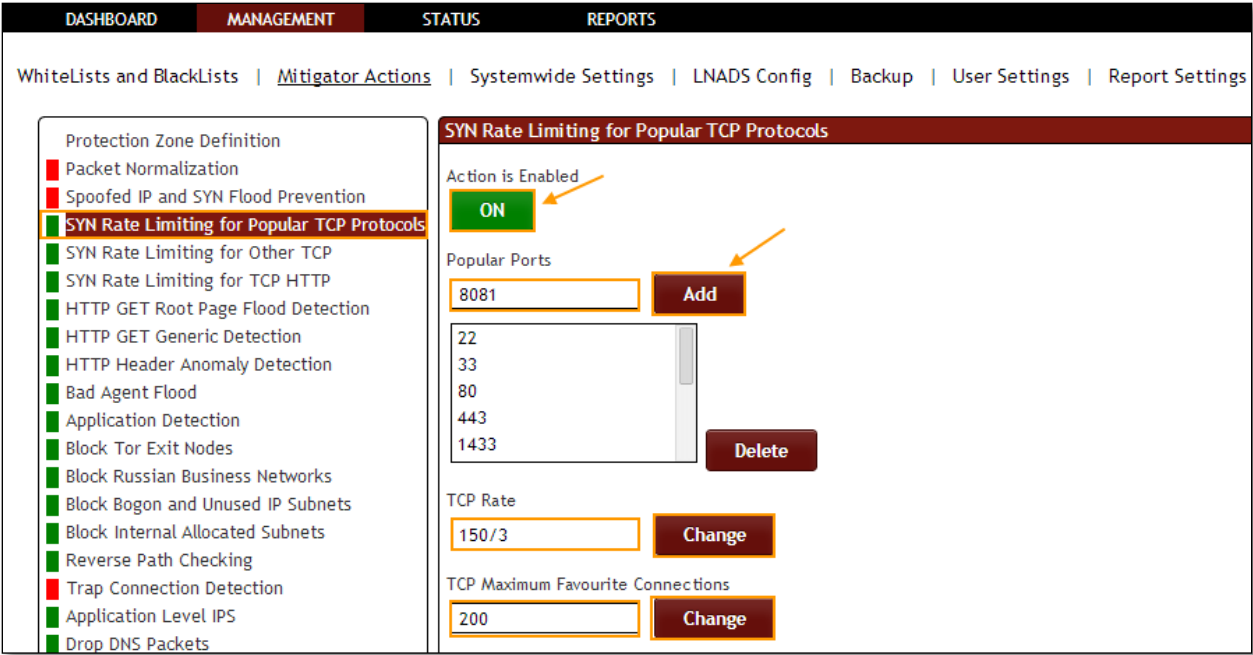 DASHBOARD MANAGEMENT STATUS REPORTS
WhiteLists and BlackLists | Mitigator Actions | Systemwide Settings | LNADS Config | Backup | User Settings | Report Settings
Protection Zone Definition
Packet Normalization
Spoofed IP and SYN Flood Prevention
SYN Rate Limiting for Popular TCP Protocols
SYN Rate Limiting for Other TCP
SYN Rate Limiting for TCP HTTP
HTTP GET Root Page Flood Detection
HTTP GET Generic Detection
HTTP Header Anomaly Detection
Bad Agent Flood
Application Detection
Block Tor Exit Nodes
Block Russian Business Networks
Block Bogon and Unused IP Subnets
Block Internal Allocated Subnets
Reverse Path Checking
Trap Connection Detection
Application Level IPS
Drop DNS Packets
SYN Rate Limiting for Popular TCP Protocols
Action is Enabled
ON
Popular Ports
8081 Add
22
33
80
443
1433
Delete
TCP Rate
150/3 Change
TCP Maximum Favourite Connections
200 Change